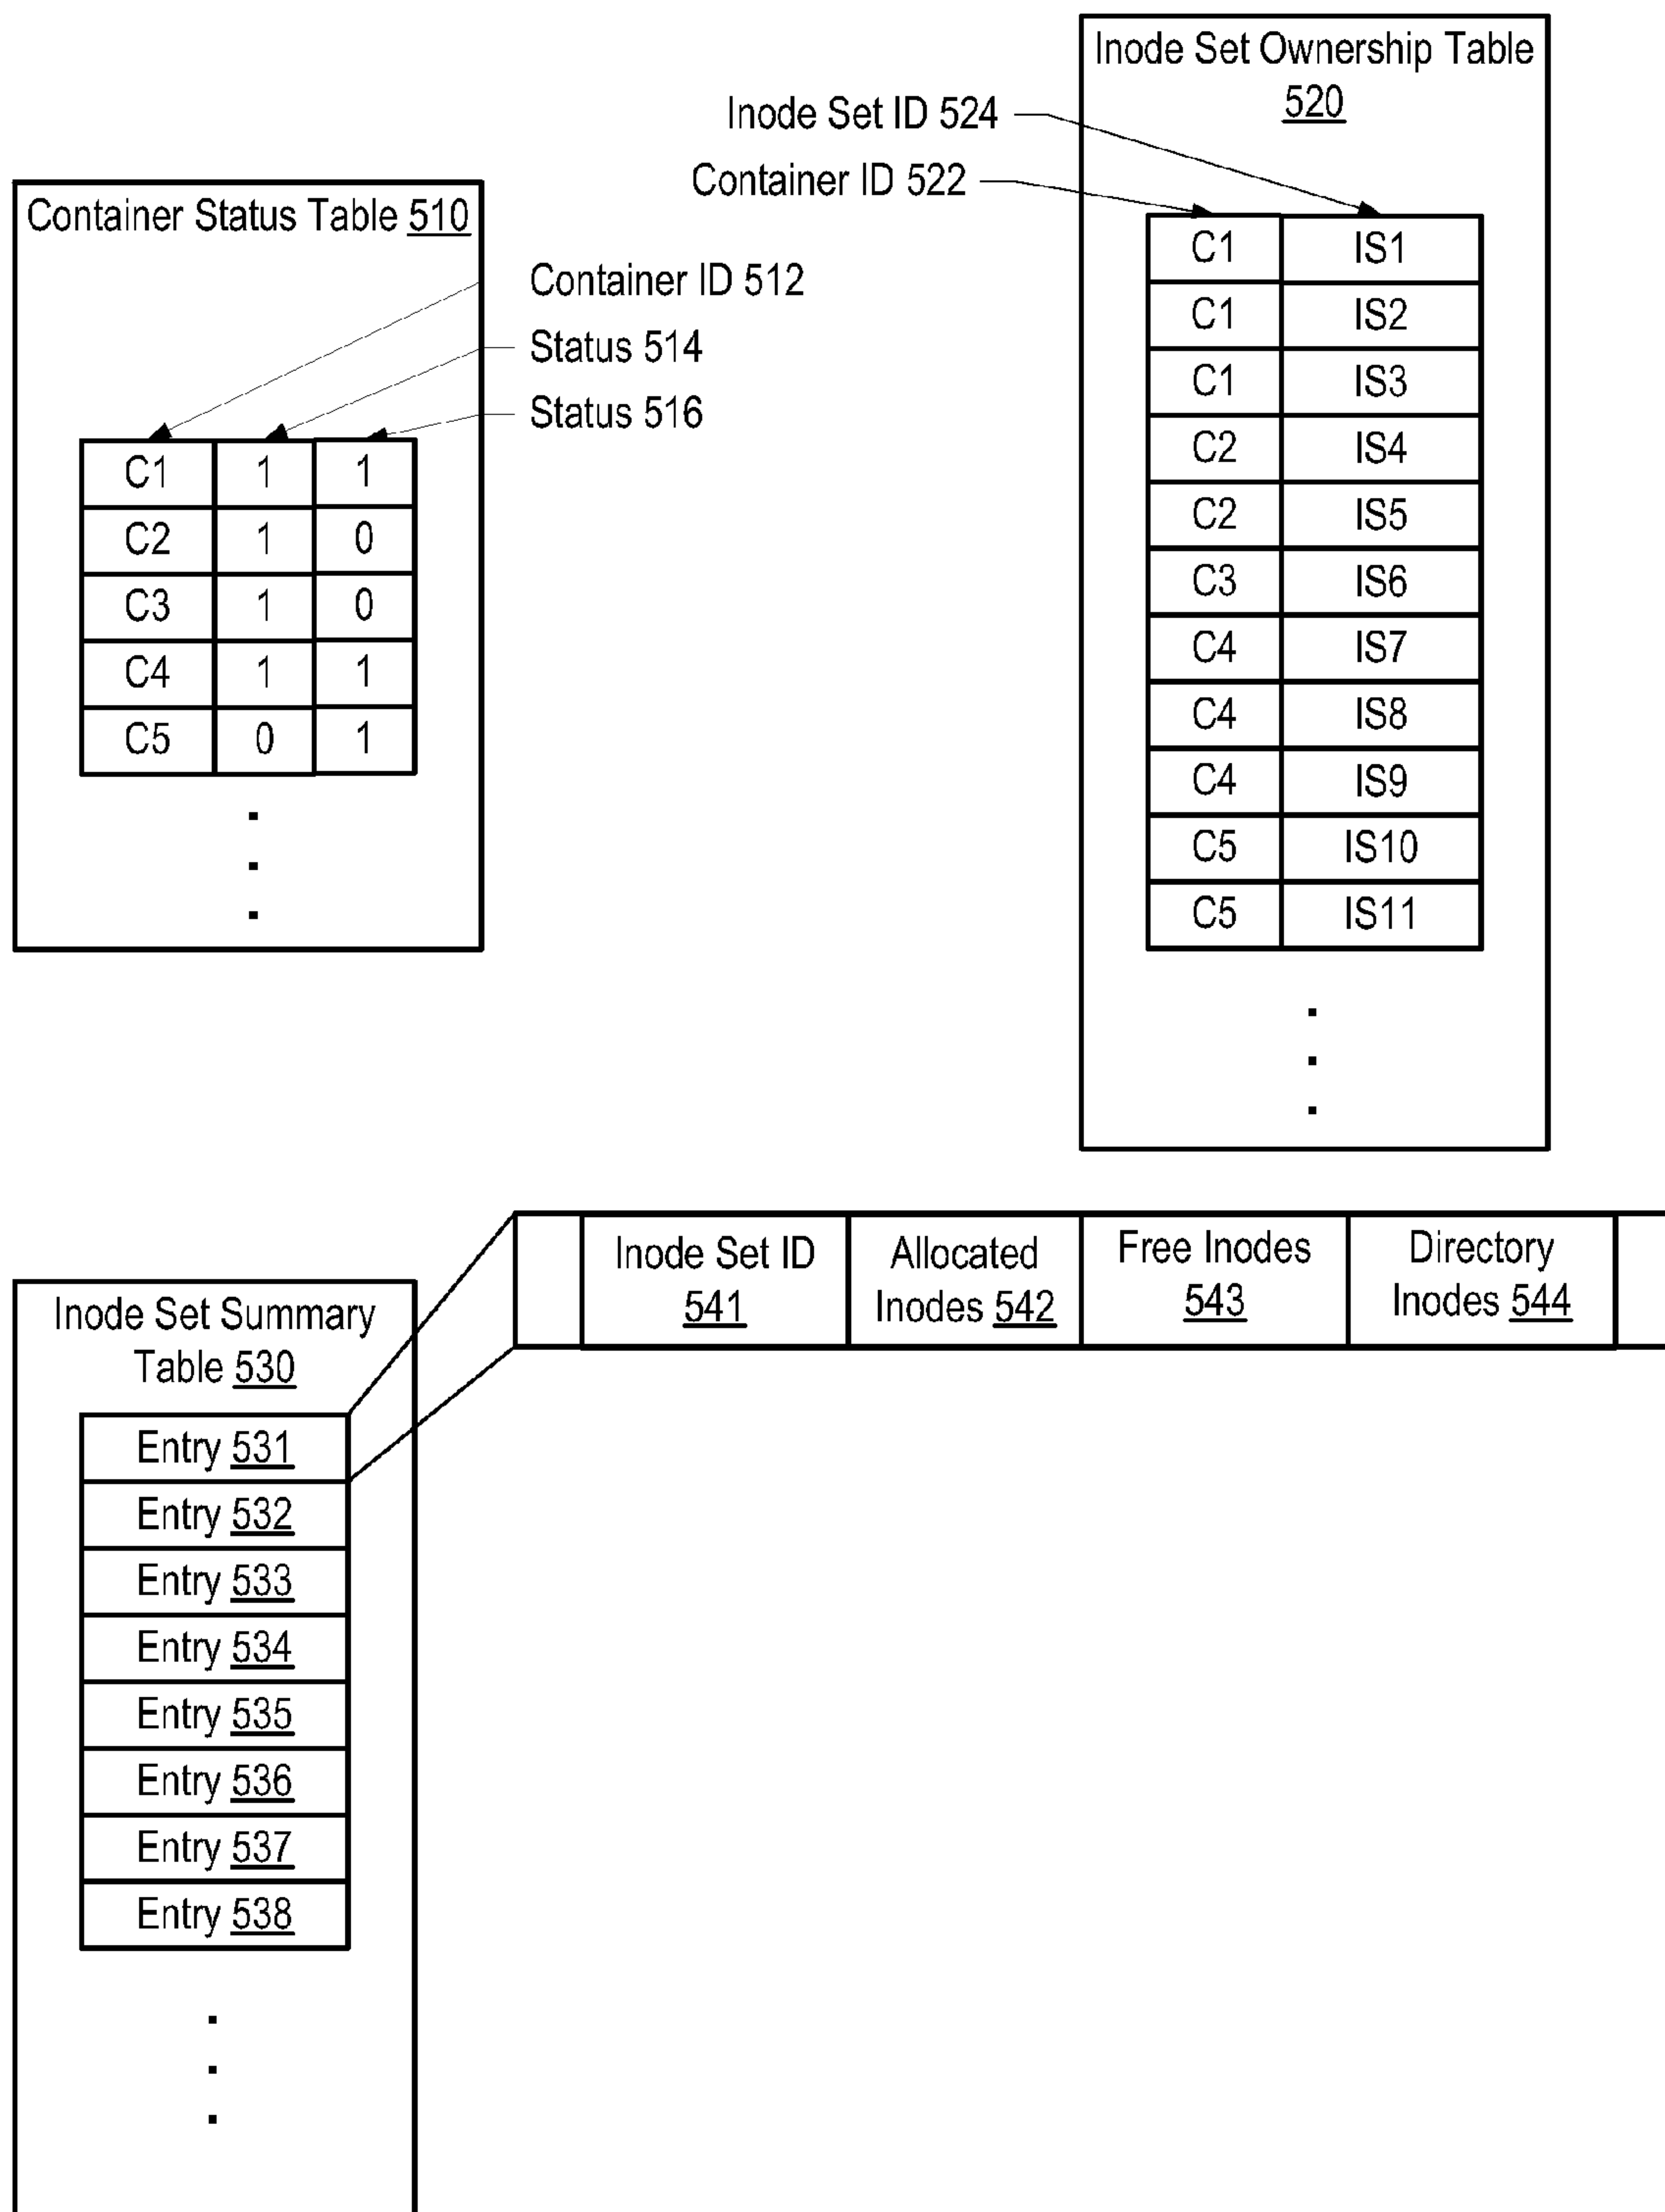 Inode Set Ownership Table
520
Inode Set ID 524
Container ID 522
C1 IS1
C1 IS2
C1 IS3
C2 IS4
C2 IS5
C3 IS6
C4 IS7
C4 IS8
C4 IS9
C5 IS10
C5 IS11
Container Status Table 510
Container ID 512
Status 514
Status 516
C1 1 1
C2 1 0
C3 1 0
C4 1 1
C5 0 1
Inode Set ID
541
Allocated
Inodes 542
Free Inodes
543
Directory
Inodes 544
Inode Set Summary
Table 530
Entry 531
Entry 532
Entry 533
Entry 534
Entry 535
Entry 536
Entry 537
Entry 538